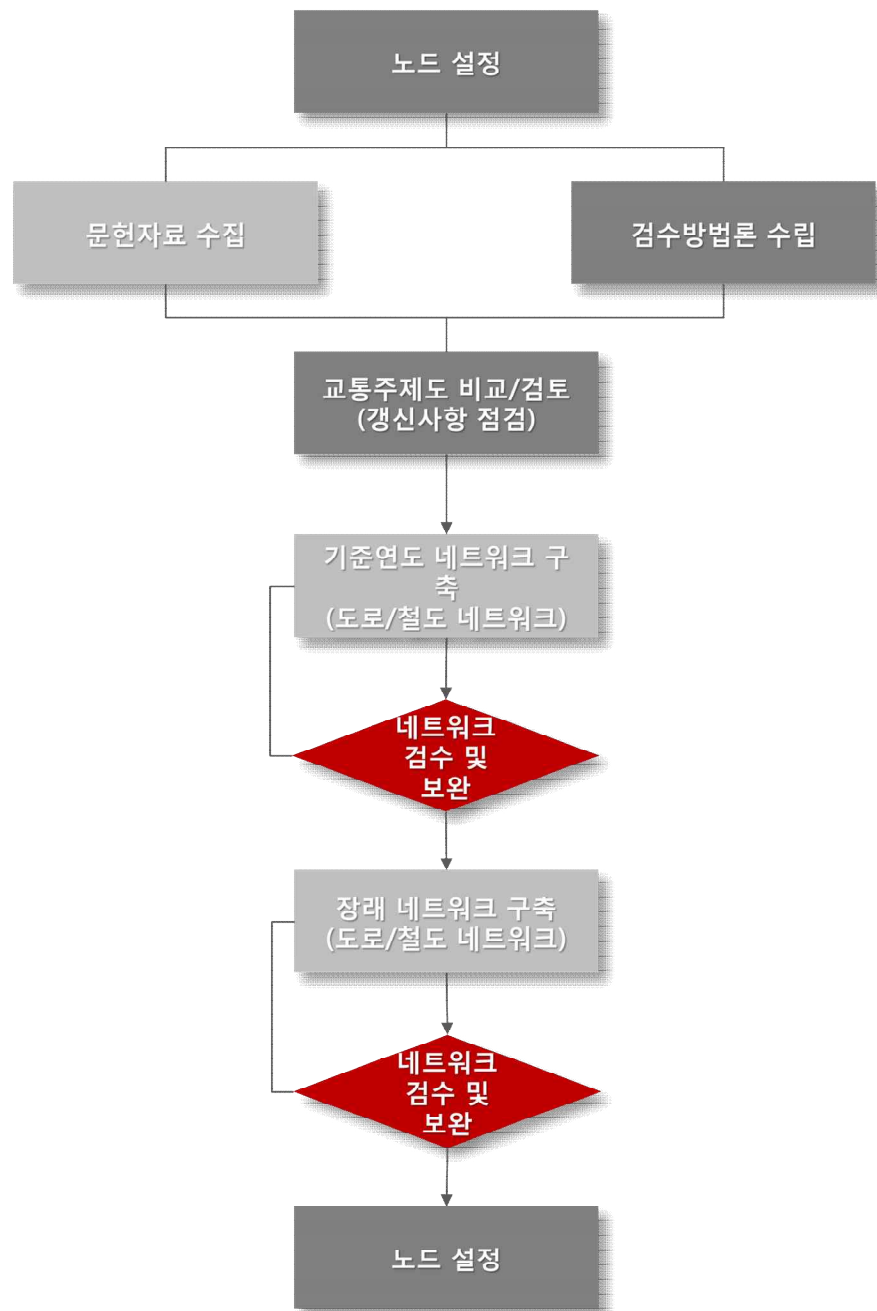 노드 설정
문헌자료 수집
검수방법론 수립
교통주제도 비교/검토
(갱신사항 점검)
기준연도 네트워크 구
축
(도로/철도 네트워크)
네트워크
검수 및
보완
장래 네트워크 구축
(도로/철도 네트워크)
네트워크
검수 및
보완
노드 설정